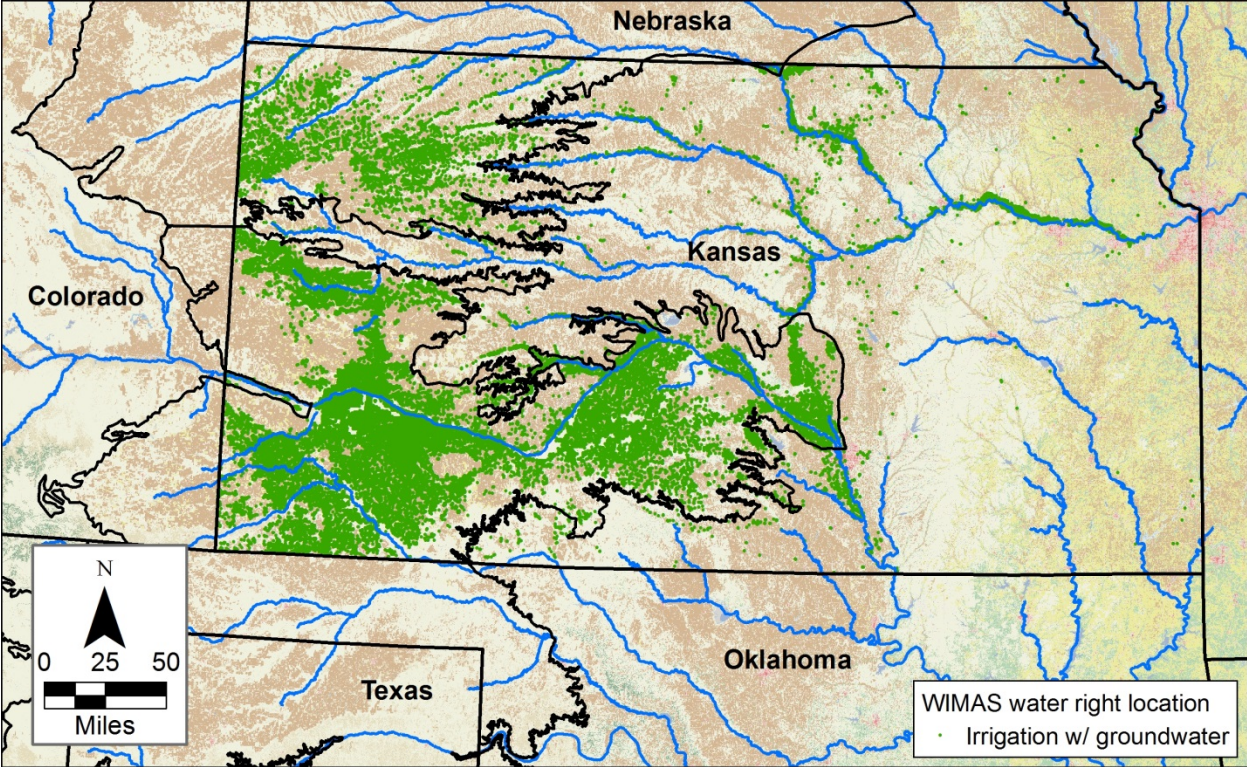 Nebraska
Kansas
Colorado
N
0 25 50
Miles
Texas
Oklahoma
WIMAS water right location
Irrigation w/ groundwater